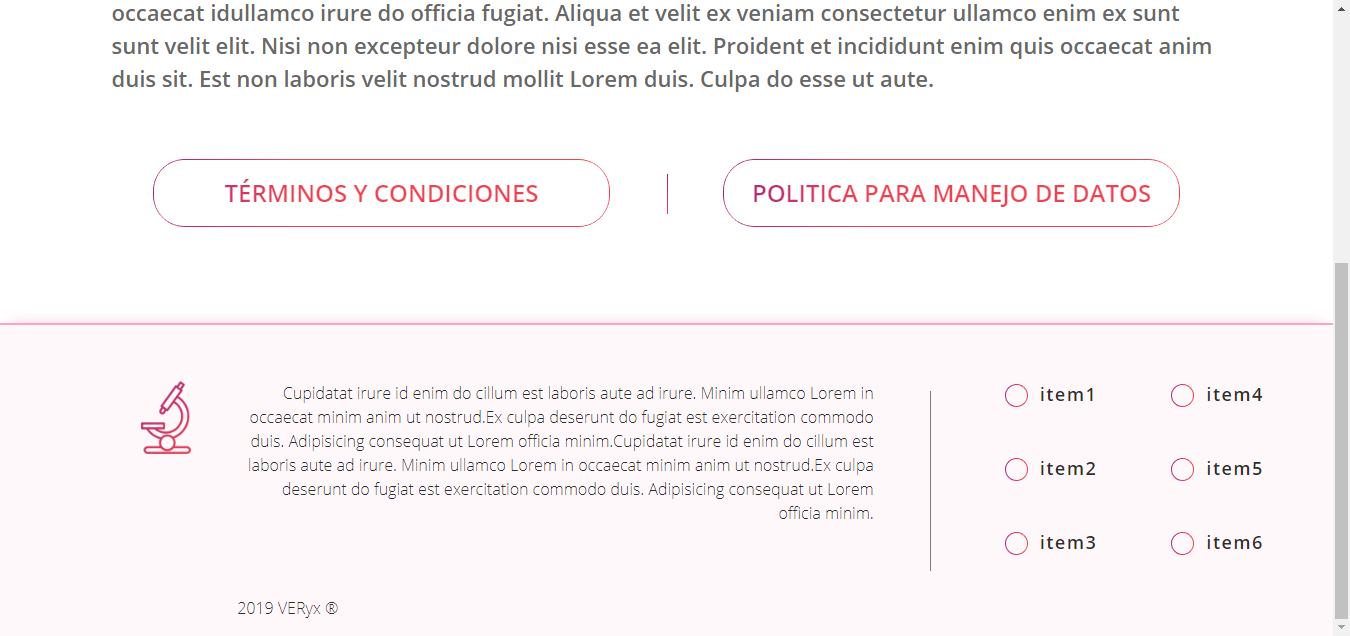 occaecat idullamco irure do officia fugiat. Aliqua et velit ex veniam consectetur ullamco enim ex sunt
sunt velit elit. Nisi non excepteur dolore nisi esse ea elit. Proident et incididunt enim quis occaecat anim
duis sit. Est non laboris velit nostrud mollit Lorem duis. Culpa do esse ut aute.
TÉRMINOS Y CONDICIONES
POLITICA PARA MANEJO DE DATOS
Cupidatat irure id enim do cillum est laboris aute ad irure. Minim ullamco Lorem in
occaecat minim anim ut nostrud.Ex culpa deserunt do fugiat est exercitation commodo
duis. Adipisicing consequat ut Lorem officia minim.Cupidatat irure id enim do cillum est
laboris aute ad irure. Minim ullamco Lorem in occaecat minim anim ut nostrud.Ex culpa
deserunt do fugiat est exercitation commodo duis. Adipisicing consequat ut Lorem
officia minim.
item1
item2
item3
item4
item5
item6
2019 VERyx ®